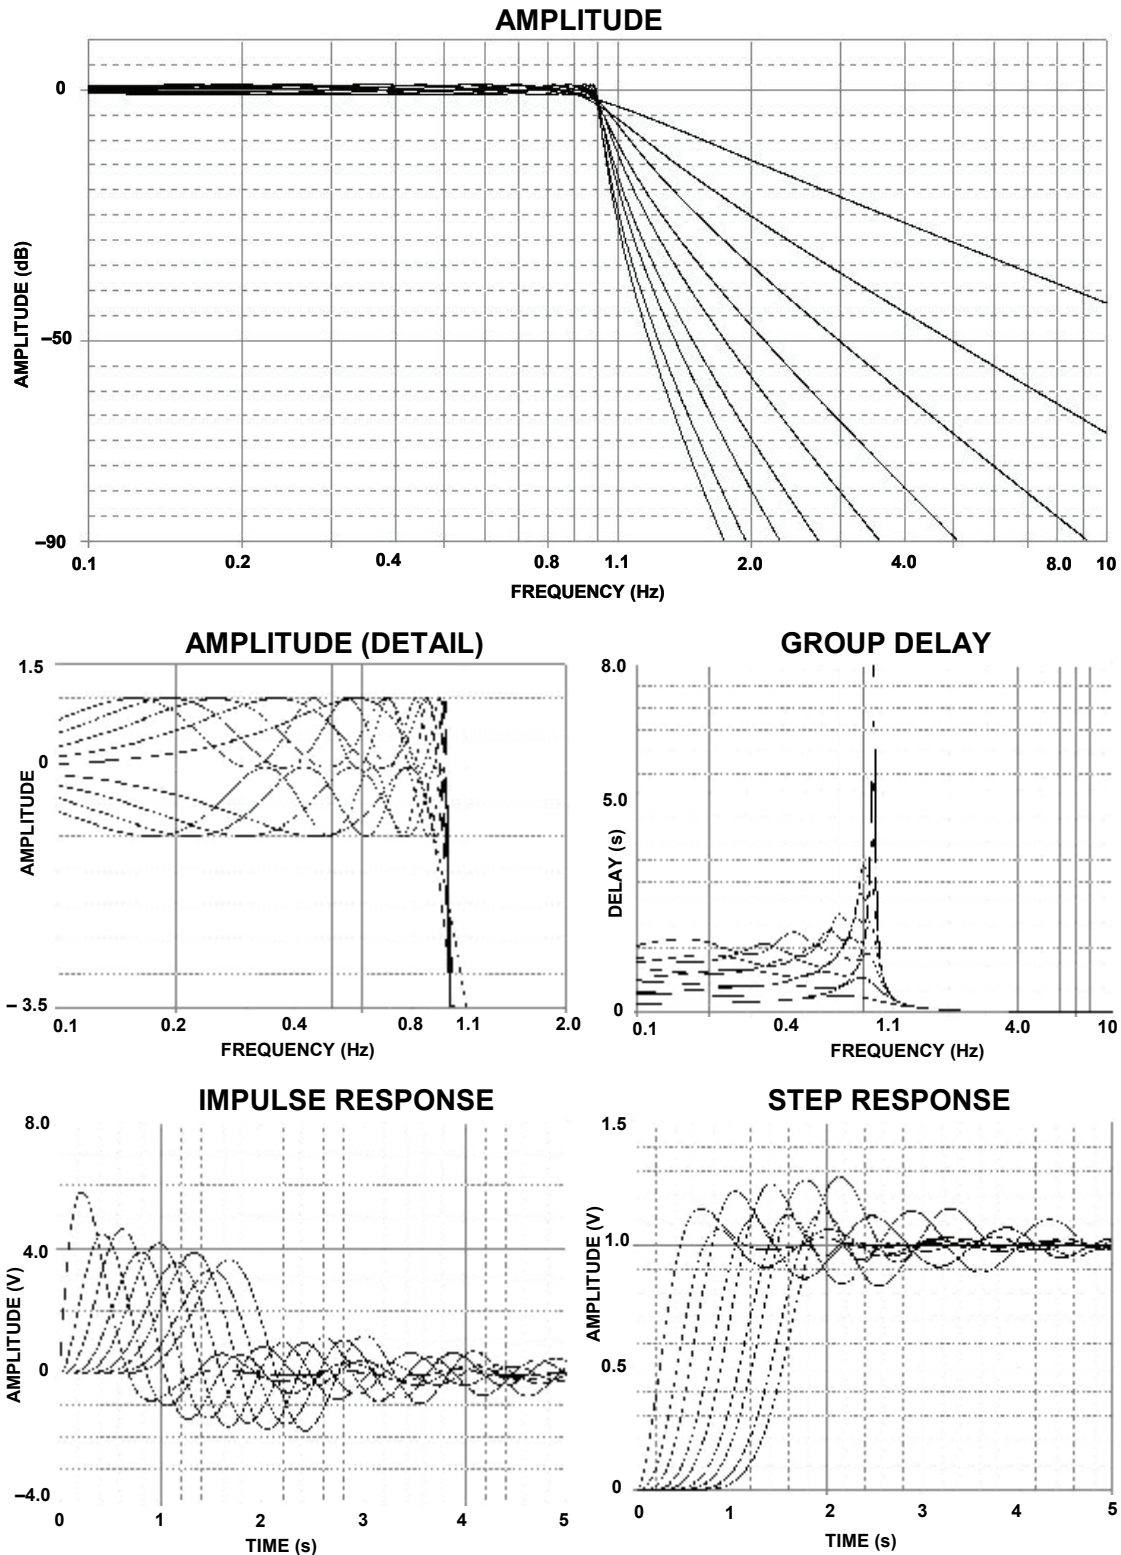 AMPLITUDE
AMPLITUDE (dB)
0
–50
–90
0.1 0.2 0.4 0.8 1.1 2.0 4.0 8.0 10
FREQUENCY (Hz)
AMPLITUDE (DETAIL)
AMPLITUDE
1.5
0
–3.5
0.1 0.2 0.4 0.8 1.1 2.0
FREQUENCY (Hz)
GROUP DELAY
DELAY (s)
8.0
5.0
0
0.1 0.4 1.1 4.0 10
FREQUENCY (Hz)
IMPULSE RESPONSE
AMPLITUDE (V)
8.0
4.0
0
–4.0
0 1 2 3 4 5
TIME (s)
STEP RESPONSE
AMPLITUDE (V)
1.5
1.0
0.5
0
0 1 2 3 4 5
TIME (s)